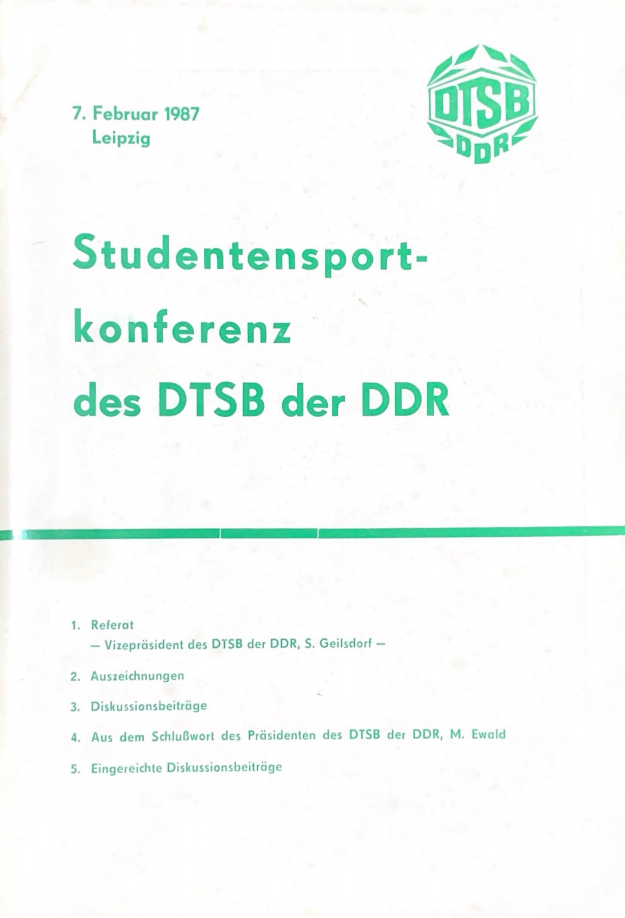 7. Februar 1987
Leipzig
DTSB
DDR
Studentensport-
konferenz
des DTSB der DDR
1. Referat
— Vizepräsident des DTSB der DDR, S. Geilsdorf —
2. Auszeichnungen
3. Diskussionsbeiträge
4. Aus dem Schlußwort des Präsidenten des DTSB der DDR, M. Ewald
5. Eingereichte Diskussionsbeiträge